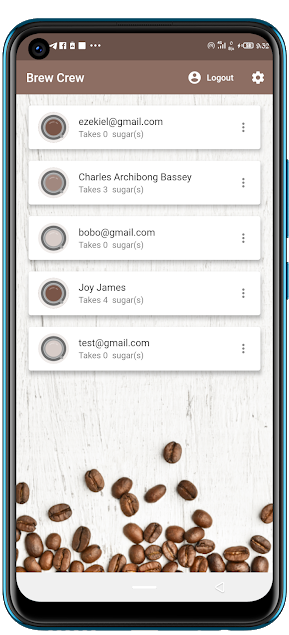 9:32
Brew Crew
Logout
ezekiel@gmail.com
Takes 0 sugar(s)
Charles Archibong Bassey
Takes 3 sugar(s)
bobo@gmail.com
Takes 0 sugar(s)
Joy James
Takes 4 sugar(s)
test@gmail.com
Takes 0 sugar(s)